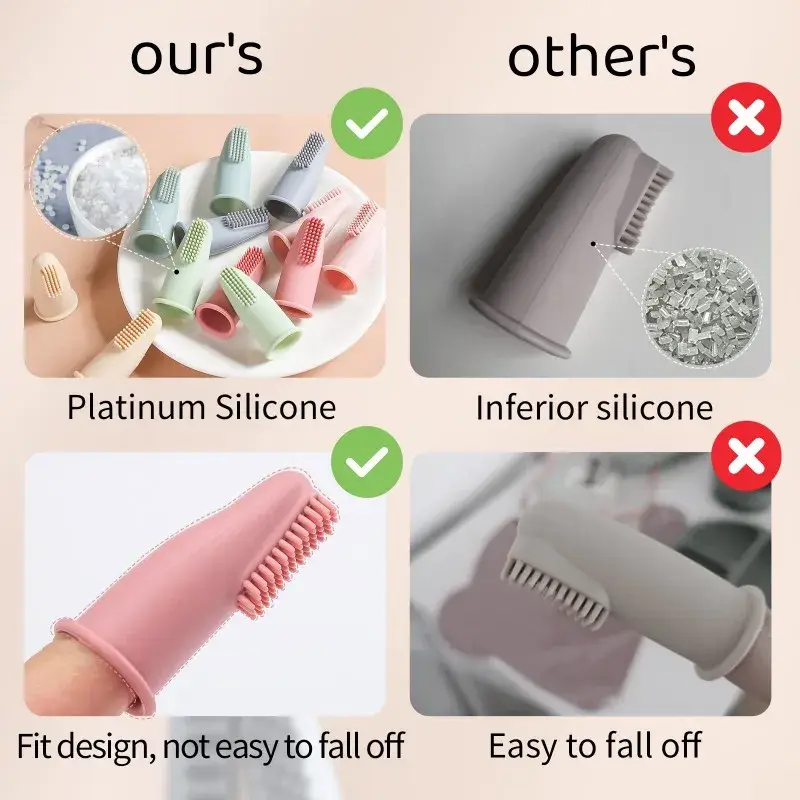 our's
other's
Platinum Silicone
Inferior silicone
Fit design, not easy to fall off
Easy to fall off